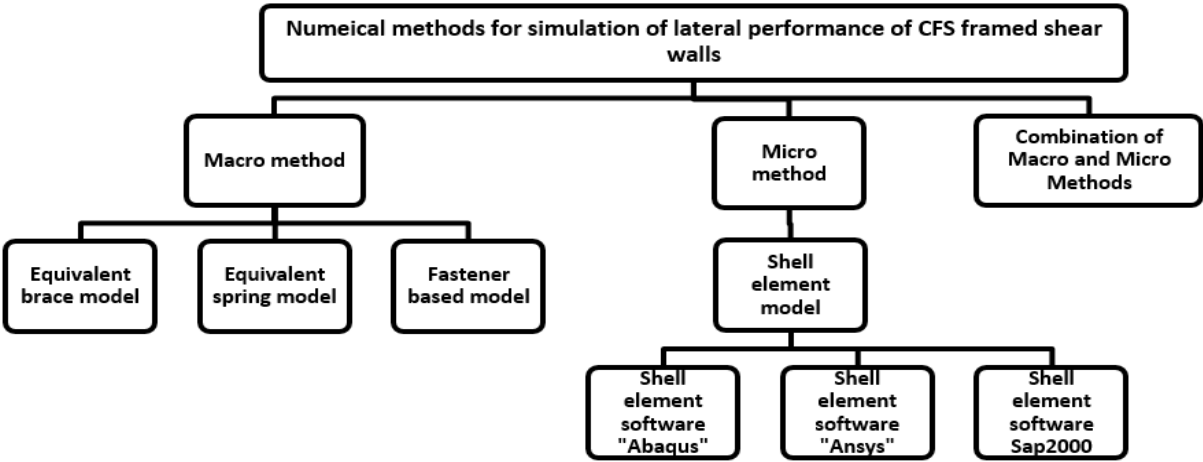 Numeical methods for simulation of lateral performance of CFS framed shear
walls
Macro method
Micro
method
Combination of
Macro and Micro
Methods
Equivalent
brace model
Equivalent
spring model
Fastener
based model
Shell
element
model
Shell
element
software
"Abaqus"
Shell
element
software
"Ansys"
Shell
element
software
Sap2000